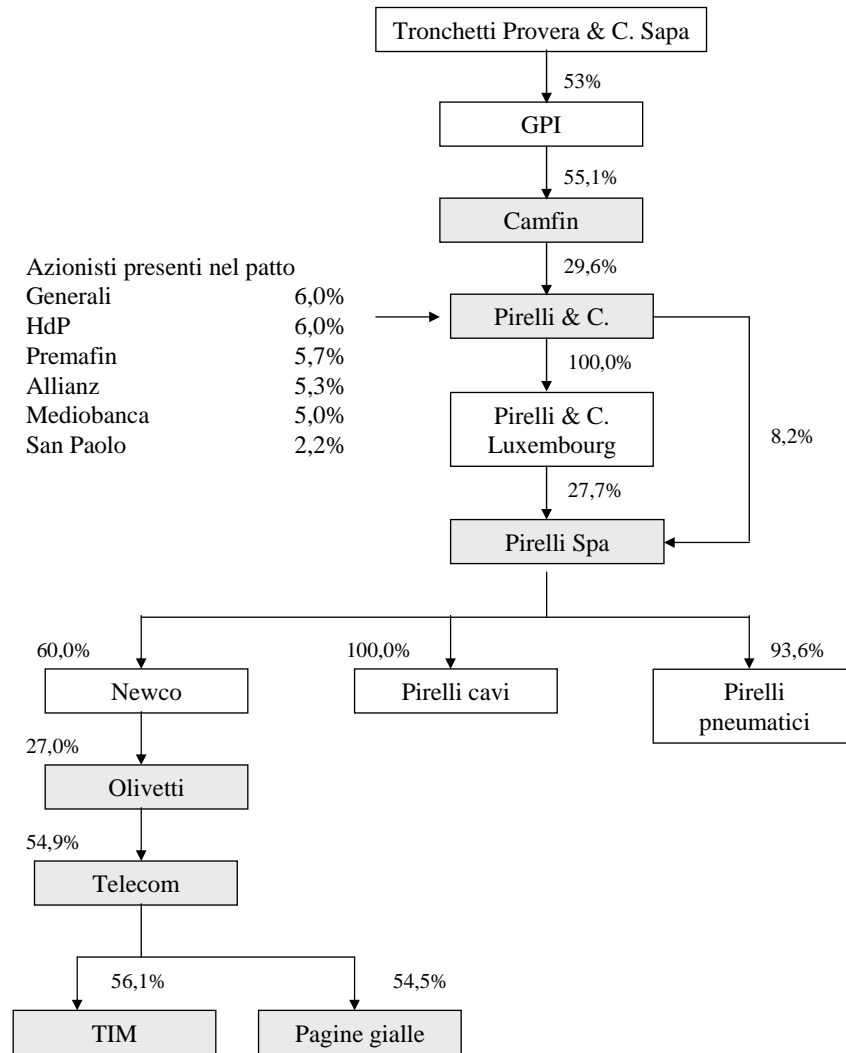 Tronchetti Provera & C. Sapa
53%
GPI
55,1%
Camfin
29,6%
Azionisti presenti nel patto
Generali 6,0%
HdP 6,0%
Premafin 5,7%
Allianz 5,3%
Mediobanca 5,0%
San Paolo 2,2%
Pirelli & C.
100,0%
Pirelli & C.
Luxembourg
8,2%
27,7%
Pirelli Spa
60,0% 100,0% 93,6%
Newco Pirelli cavi Pirelli
pneumatici
27,0%
Olivetti
54,9%
Telecom
56,1% 54,5%
TIM Pagine gialle